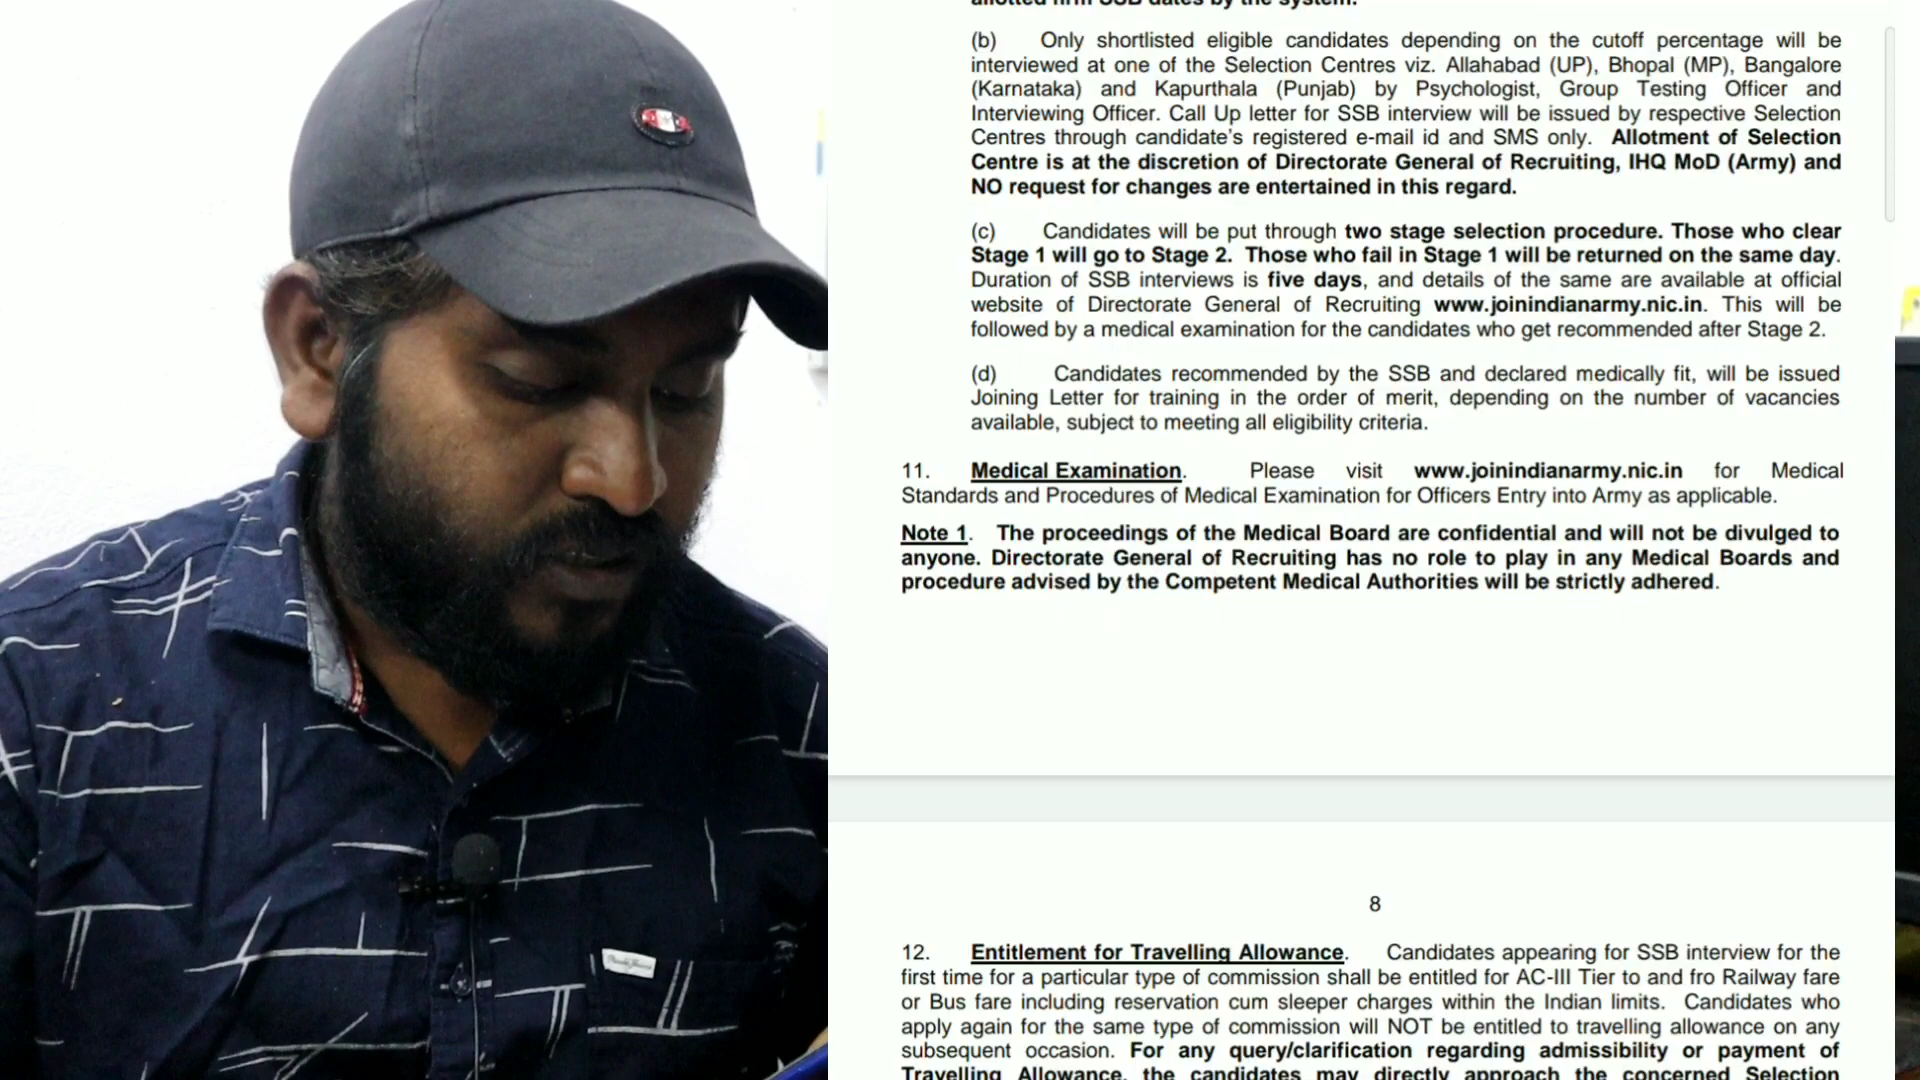 allotted firm SSB dates by the system.
(b) Only shortlisted eligible candidates depending on the cutoff percentage will be
interviewed at one of the Selection Centres viz. Allahabad (UP), Bhopal (MP), Bangalore
(Karnataka) and Kapurthala (Punjab) by Psychologist, Group Testing Officer and
Interviewing Officer. Call Up letter for SSB interview will be issued by respective Selection
Centres through candidate's registered e-mail id and SMS only. Allotment of Selection
Centre is at the discretion of Directorate General of Recruiting, IHQ MoD (Army) and
NO request for changes are entertained in this regard.
(c) Candidates will be put through two stage selection procedure. Those who clear
Stage 1 will go to Stage 2. Those who fail in Stage 1 will be returned on the same day.
Duration of SSB interviews is five days, and details of the same are available at official
website of Directorate General of Recruiting www.joinindianarmy.nic.in. This will be
followed by a medical examination for the candidates who get recommended after Stage 2.
(d) Candidates recommended by the SSB and declared medically fit, will be issued
Joining Letter for training in the order of merit, depending on the number of vacancies
available, subject to meeting all eligibility criteria.
11. Medical Examination. Please visit www.joinindianarmy.nic.in for Medical
Standards and Procedures of Medical Examination for Officers Entry into Army as applicable.
Note 1. The proceedings of the Medical Board are confidential and will not be divulged to
anyone. Directorate General of Recruiting has no role to play in any Medical Boards and
procedure advised by the Competent Medical Authorities will be strictly adhered.
8
12. Entitlement for Travelling Allowance. Candidates appearing for SSB interview for the
first time for a particular type of commission shall be entitled for AC-III Tier to and fro Railway fare
or Bus fare including reservation cum sleeper charges within the Indian limits. Candidates who
apply again for the same type of commission will NOT be entitled to travelling allowance on any
subsequent occasion. For any query/clarification regarding admissibility or payment of
Travelling Allowance, the candidates may directly approach the concerned Selection